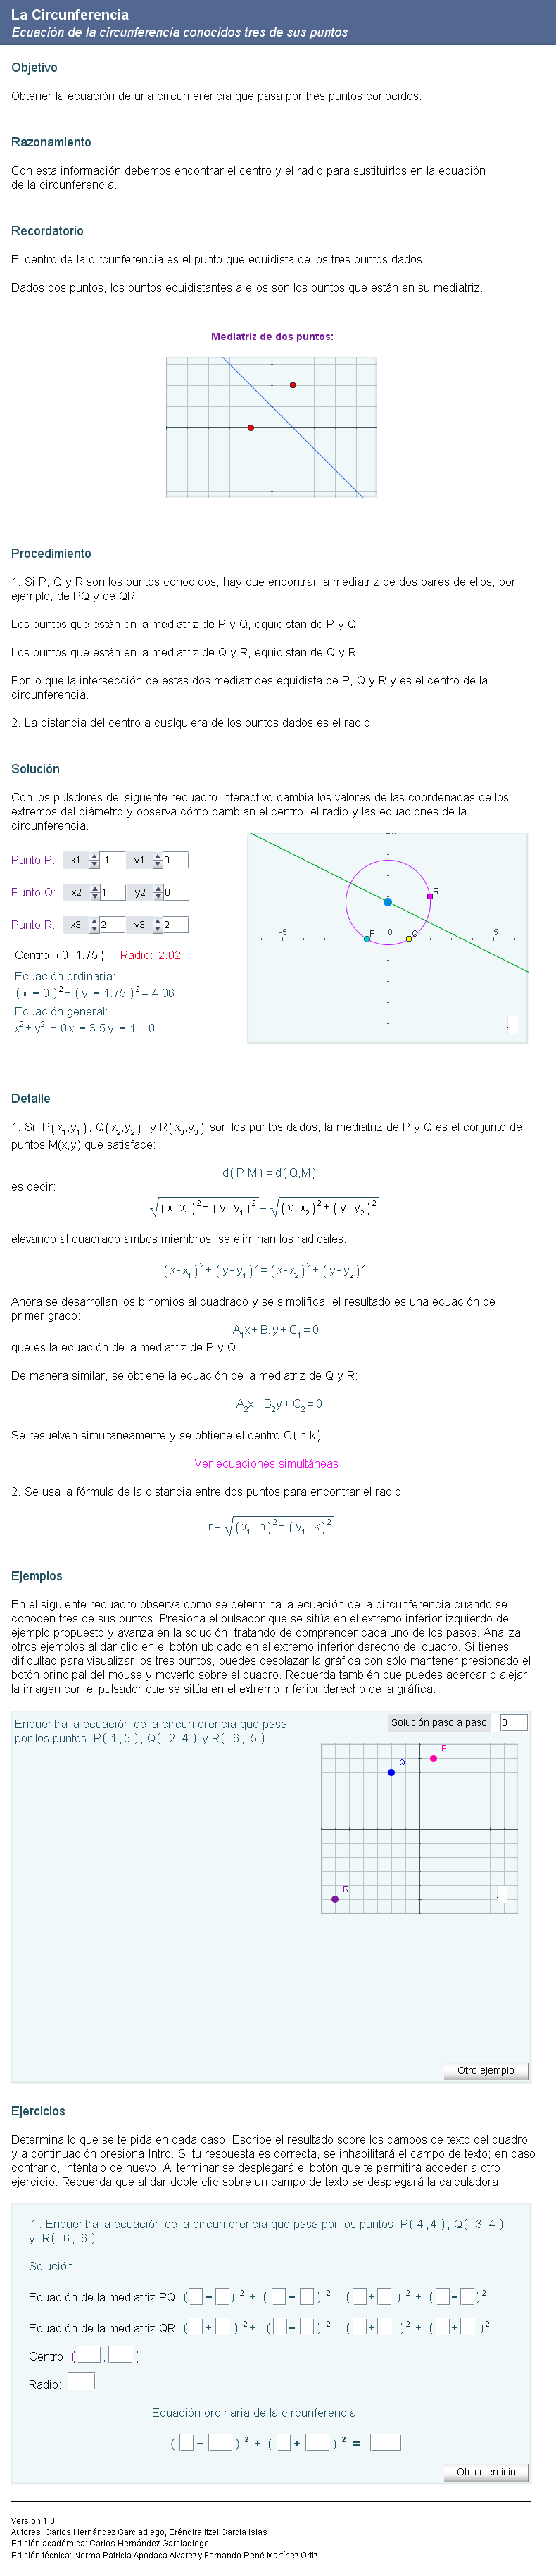 La Circunferencia
Ecuación de la circunferencia conocidos tres de sus puntos
Objetivo
Obtener la ecuación de una circunferencia que pasa por tres puntos conocidos.
Razonamiento
Con esta información debemos encontrar el centro y el radio para sustituirlos en la ecuación
de la circunferencia.
Recordatorio
El centro de la circunferencia es el punto que equidista de los tres puntos dados.
Dados dos puntos, los puntos equidistantes a ellos son los puntos que están en su mediatriz.
Mediatriz de dos puntos:
Procedimiento
1. Si P, Q y R son los puntos conocidos, hay que encontrar la mediatriz de dos pares de ellos, por
ejemplo, de PQ y de QR.
Los puntos que están en la mediatriz de P y Q, equidistan de P y Q.
Los puntos que están en la mediatriz de Q y R, equidistan de Q y R.
Por lo que la intersección de estas dos mediatrices equidista de P, Q y R y es el centro de la
circunferencia.
2. La distancia del centro a cualquiera de los puntos dados es el radio
Solución
Con los pulsdores del siguente recuadro interactivo cambia los valores de las coordenadas de los
extremos del diámetro y observa cómo cambian el centro, el radio y las ecuaciones de la
circunferencia.
Punto P: x1 -1 y1 0
Punto Q: x2 1 y2 0
Punto R: x3 2 y3 2
Centro: (0,1.75) Radio: 2.02
Ecuación ordinaria:
(x − 0)²+(y − 1.75)²= 4.06
Ecuación general:
x²+y² + 0x − 3.5y − 1=0
R
P 0 Q
-5 5
Detalle
1. Si P(x₁,y₁), Q(x₂,y₂) y R(x₃,y₃) son los puntos dados, la mediatriz de P y Q es el conjunto de
puntos M(x,y) que satisface:
d(P,M)=d(Q,M)
es decir:
√(x-x₁)²+(y-y₁)² = √(x-x₂)²+(y-y₂)²
elevando al cuadrado ambos miembros, se eliminan los radicales:
(x-x₁)²+(y-y₁)²=(x-x₂)²+(y-y₂)²
Ahora se desarrollan los binomios al cuadrado y se simplifica, el resultado es una ecuación de
primer grado:
A₁x+B₁y+C₁=0
que es la ecuación de la mediatriz de P y Q.
De manera similar, se obtiene la ecuación de la mediatriz de Q y R:
A₂x+B₂y+C₂=0
Se resuelven simultaneamente y se obtiene el centro C(h,k)
Ver ecuaciones simultáneas
2. Se usa la fórmula de la distancia entre dos puntos para encontrar el radio:
r=√(x₁-h)²+(y₁-k)²
Ejemplos
En el siguiente recuadro observa cómo se determina la ecuación de la circunferencia cuando se
conocen tres de sus puntos. Presiona el pulsador que se sitúa en el extremo inferior izquierdo del
ejemplo propuesto y avanza en la solución, tratando de comprender cada uno de los pasos. Analiza
otros ejemplos al dar clic en el botón ubicado en el extremo inferior derecho del cuadro. Si tienes
dificultad para visualizar los tres puntos, puedes desplazar la gráfica con sólo mantener presionado el
botón principal del mouse y moverlo sobre el cuadro. Recuerda también que puedes acercar o alejar
la imagen con el pulsador que se sitúa en el extremo inferior derecho de la gráfica.
Encuentra la ecuación de la circunferencia que pasa
por los puntos P(1,5), Q(-2,4) y R(-6,-5)
Solución paso a paso 0
P
Q
R
Otro ejemplo
Ejercicios
Determina lo que se te pida en cada caso. Escribe el resultado sobre los campos de texto del cuadro
y a continuación presiona Intro. Si tu respuesta es correcta, se inhabilitará el campo de texto; en caso
contrario, inténtalo de nuevo. Al terminar se desplegará el botón que te permitirá acceder a otro
ejercicio. Recuerda que al dar doble clic sobre un campo de texto se desplegará la calculadora.
1. Encuentra la ecuación de la circunferencia que pasa por los puntos P(4,4), Q(-3,4)
y R(-6,-6)
Solución:
Ecuación de la mediatriz PQ: ( − )² + ( − )² =( + )² + ( − )²
Ecuación de la mediatriz QR: ( + )²+ ( − )² =( + )²+ ( + )²
Centro: ( , )
Radio:
Ecuación ordinaria de la circunferencia:
( − )² + ( + )² =
Otro ejercicio
Versión 1.0
Autores: Carlos Hernández Garciadiego, Eréndira Itzel García Islas
Edición académica: Carlos Hernández Garciadiego
Edición técnica: Norma Patricia Apodaca Alvarez y Fernando René Martínez Ortiz